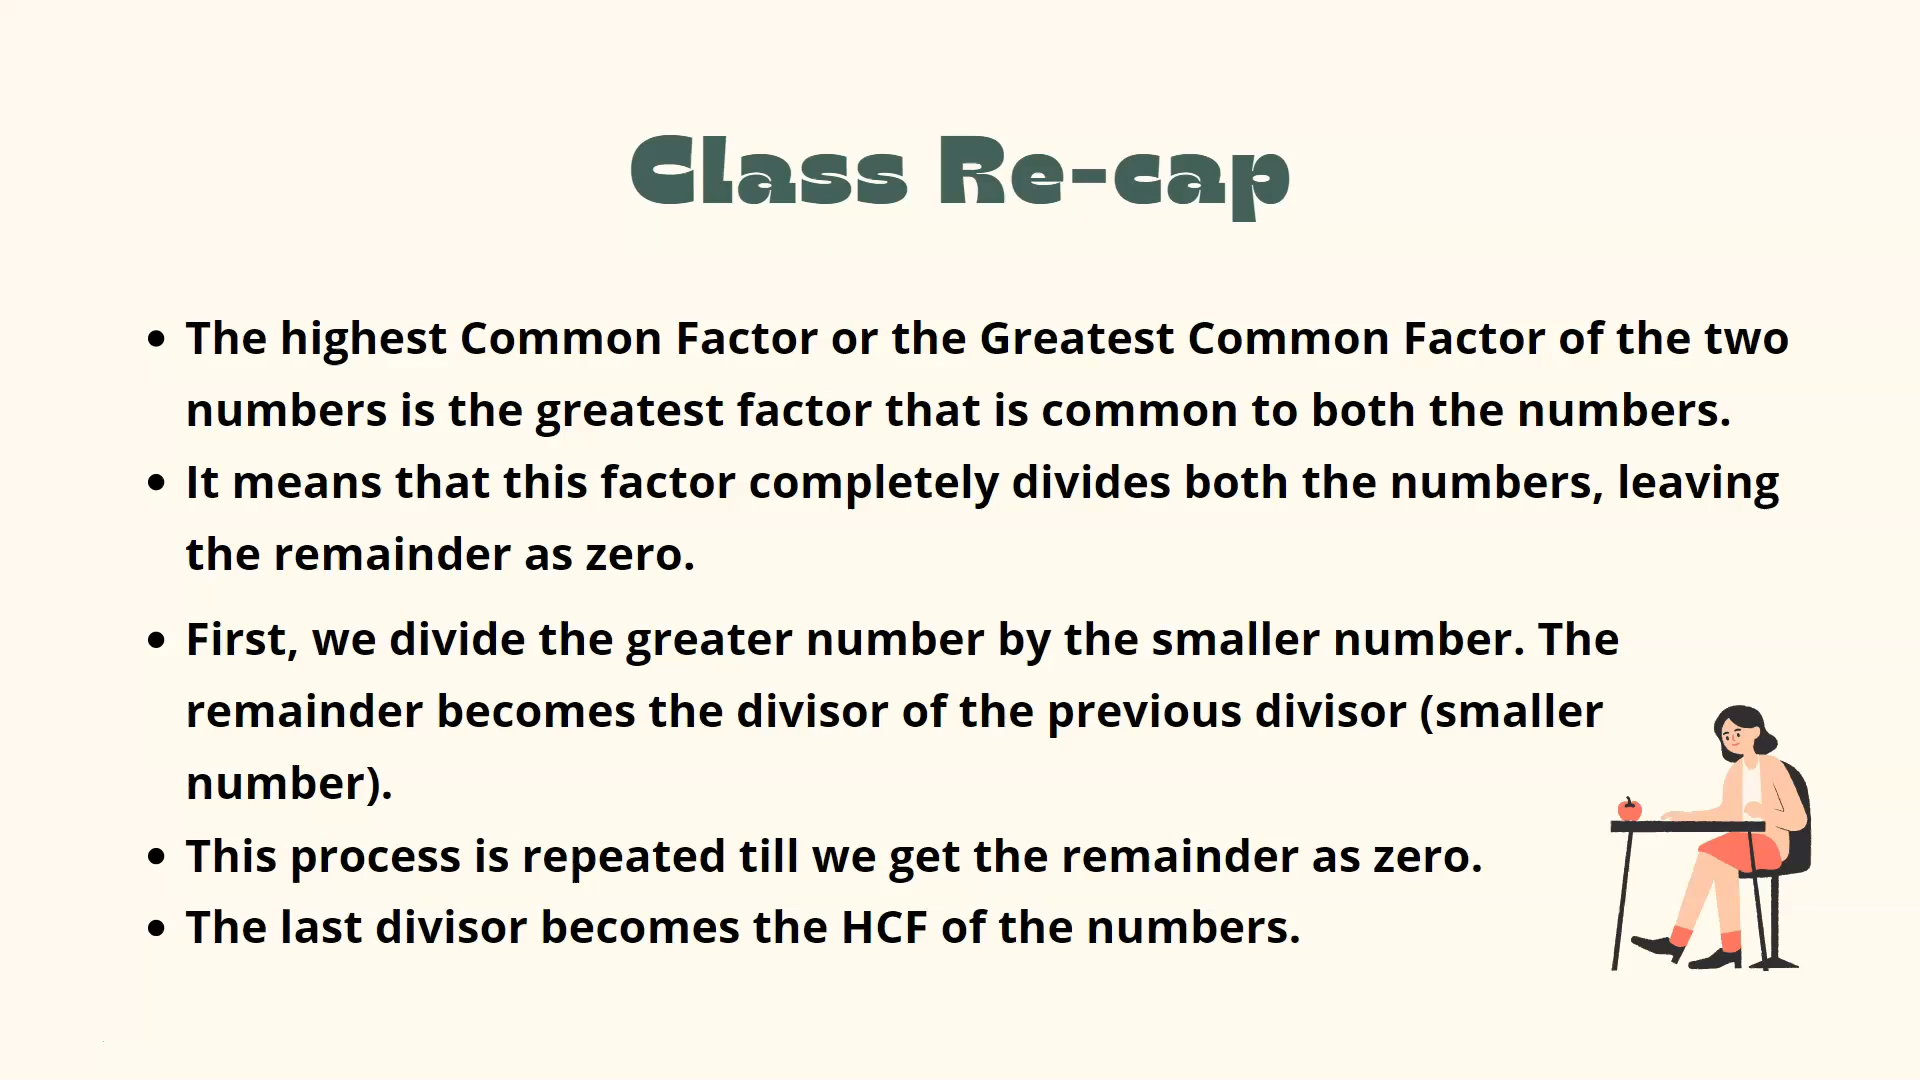 Class Re-cap
• The highest Common Factor or the Greatest Common Factor of the two
numbers is the greatest factor that is common to both the numbers.
• It means that this factor completely divides both the numbers, leaving
the remainder as zero.
• First, we divide the greater number by the smaller number. The
remainder becomes the divisor of the previous divisor (smaller
number).
• This process is repeated till we get the remainder as zero.
• The last divisor becomes the HCF of the numbers.